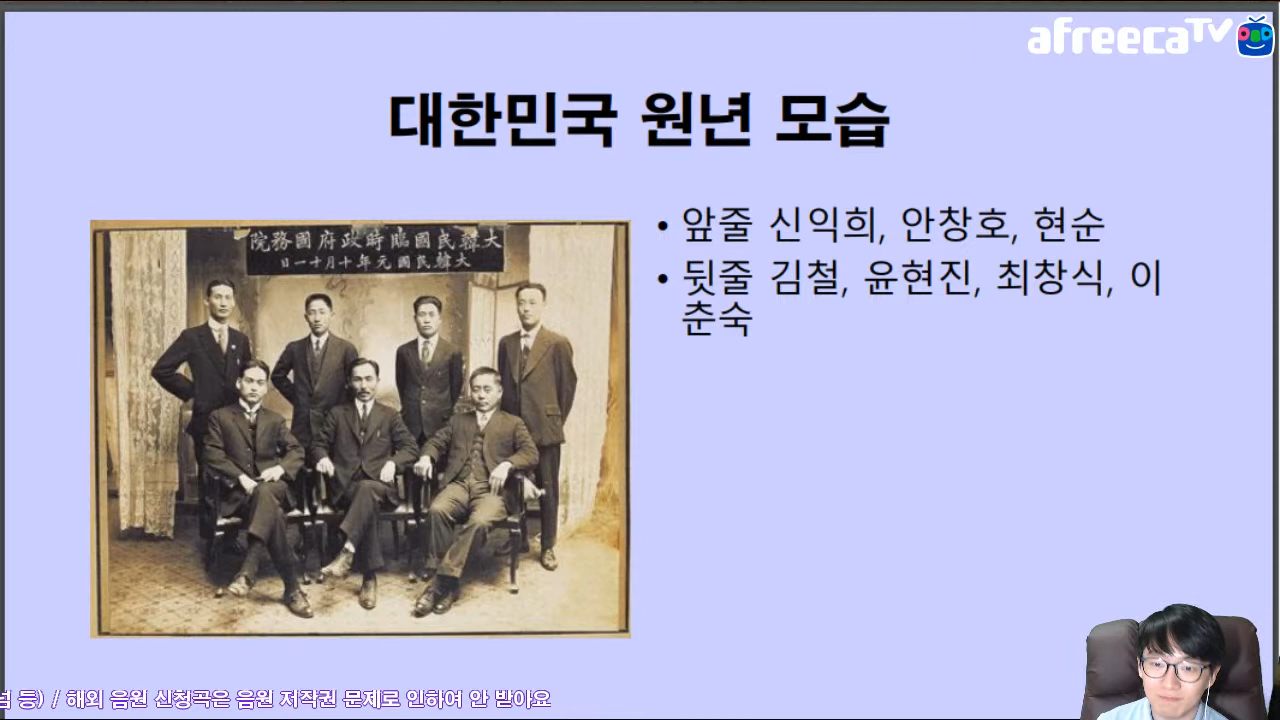 afreecaTV
대한민국 원년 모습
• 앞줄 신익희, 안창호, 현순
• 뒷줄 김철, 윤현진, 최창식, 이
춘숙
院務國府政時臨國民韓大
日一十月十年元國民韓大
등) / 해외 음원 신청곡은 음원 저작권 문제로 인하여 안 받아요